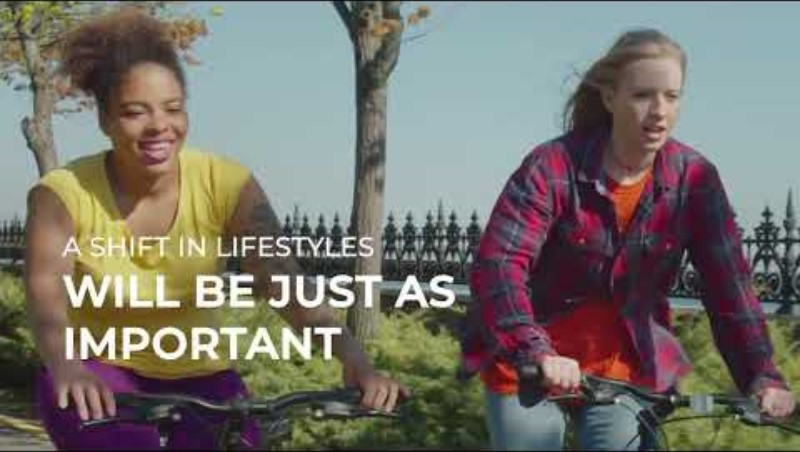 A SHIFT IN LIFESTYLES
WILL BE JUST AS
IMPORTANT